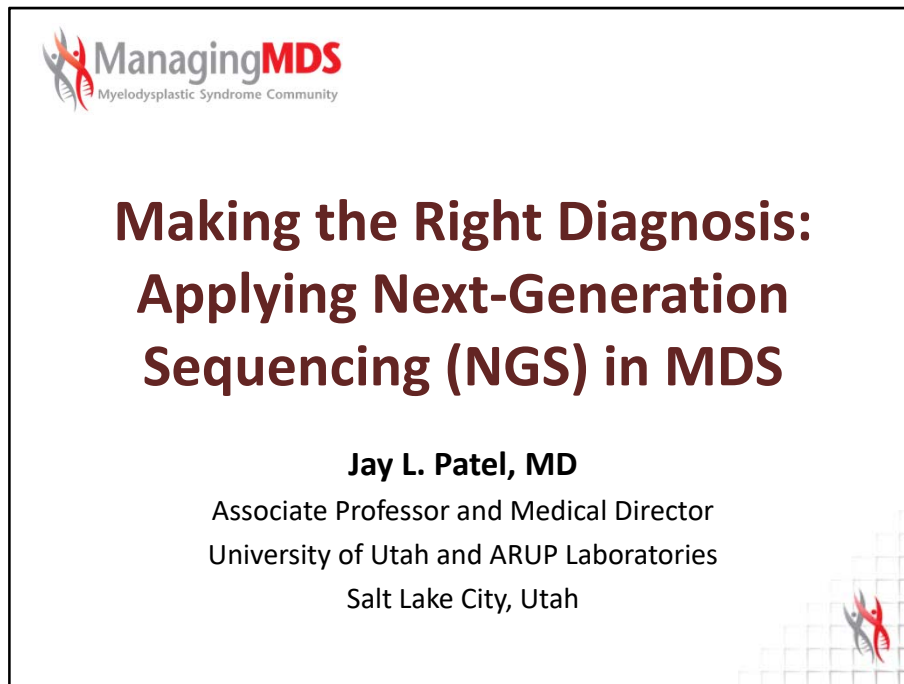 ManagingMDS
Myelodysplastic Syndrome Community
Making the Right Diagnosis:
Applying Next-Generation
Sequencing (NGS) in MDS
Jay L. Patel, MD
Associate Professor and Medical Director
University of Utah and ARUP Laboratories
Salt Lake City, Utah